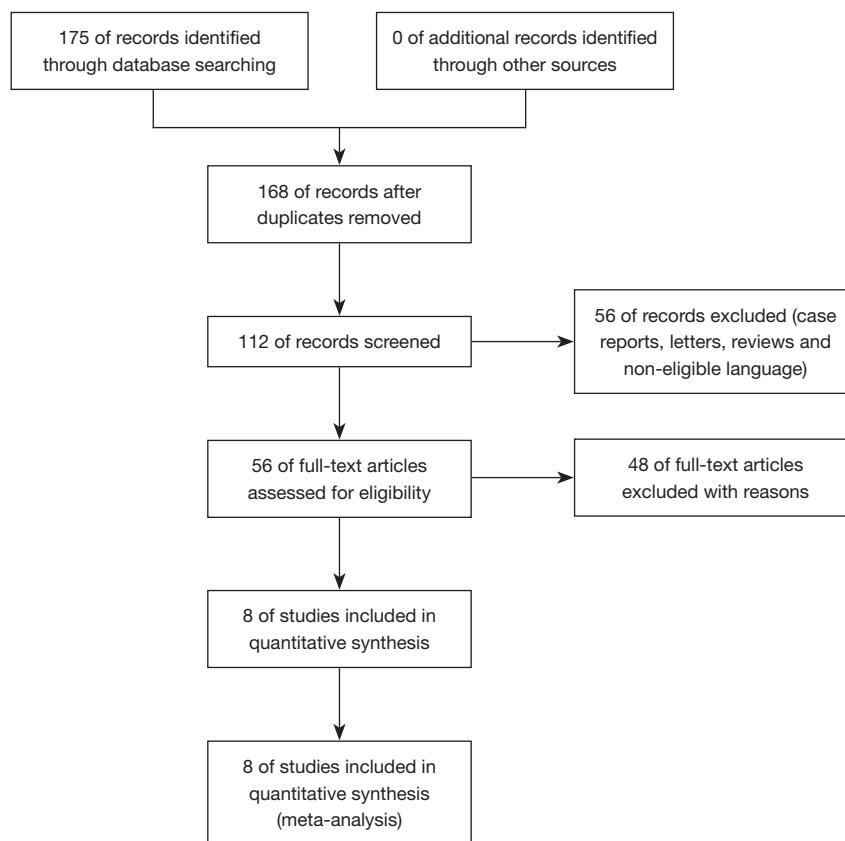 175 of records identified
through database searching
0 of additional records identified
through other sources
168 of records after
duplicates removed
112 of records screened
56 of records excluded (case
reports, letters, reviews and
non-eligible language)
56 of full-text articles
assessed for eligibility
48 of full-text articles
excluded with reasons
8 of studies included in
quantitative synthesis
8 of studies included in
quantitative synthesis
(meta-analysis)